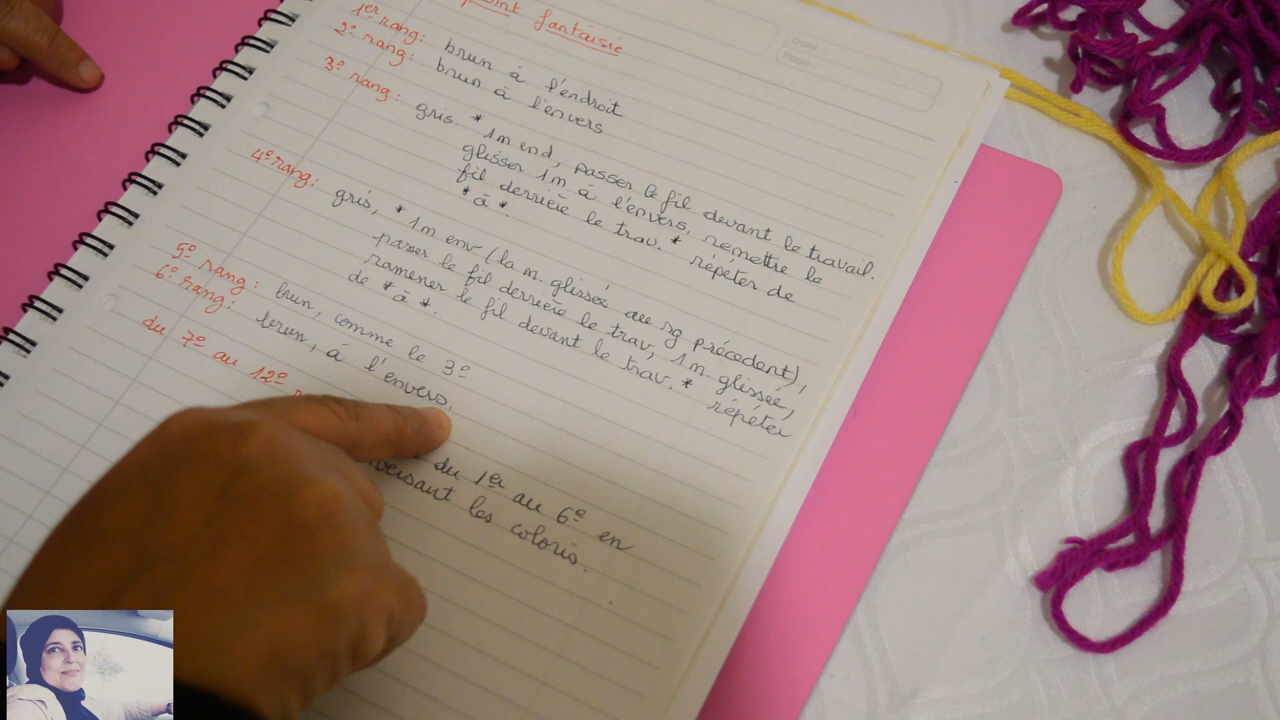 point fantaisie
Date
Page
1er rang: brun à l'endroit
2e rang: brun à l'envers
3e rang: gris. * 1m end, passer le fil devant le travail.
glisser 1m à l'envers, remettre le
fil derrière le trav. * répéter de
* à *.
4e rang: gris, * 1m env (la m. glissée au rg précédent),
passer le fil derrière le trav, 1m. glissée,
ramener le fil devant le trav. * répéter
de * à *.
5e rang: brun, comme le 3e
6e rang: brun, à l'envers.
du 7e au 12e
du 1er au 6e en
les coloris.